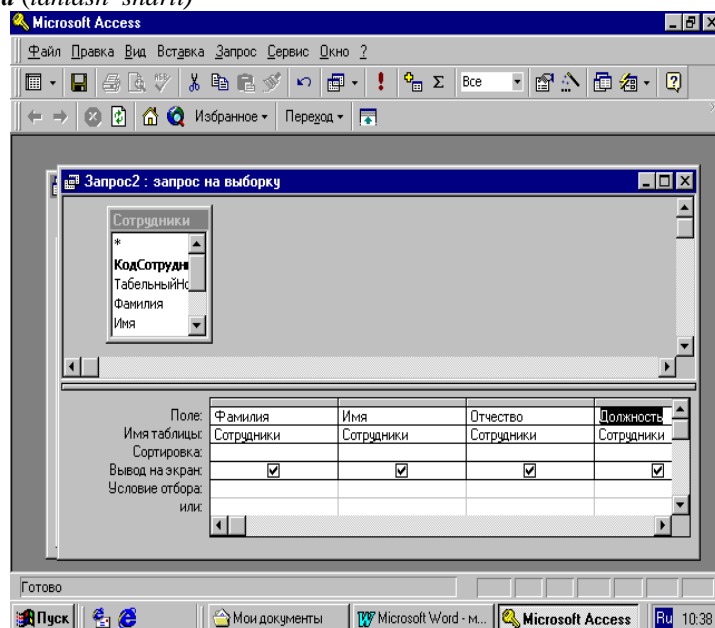 a (tanlash sharti)
Microsoft Access
Файл Правка Вид Вставка Запрос Сервис Окно ?
Все
Избранное Переход
Запрос2 : запрос на выборку
Сотрудники
*
КодСотрудн
ТабельныйНо
Фамилия
Имя
Поле: Фамилия Имя Отчество Должность
Имя таблицы: Сотрудники Сотрудники Сотрудники Сотрудники
Сортировка:
Вывод на экран:
Условие отбора:
или:
Готово
Пуск Мои документы Microsoft Word - м... Microsoft Access Ru 10:38